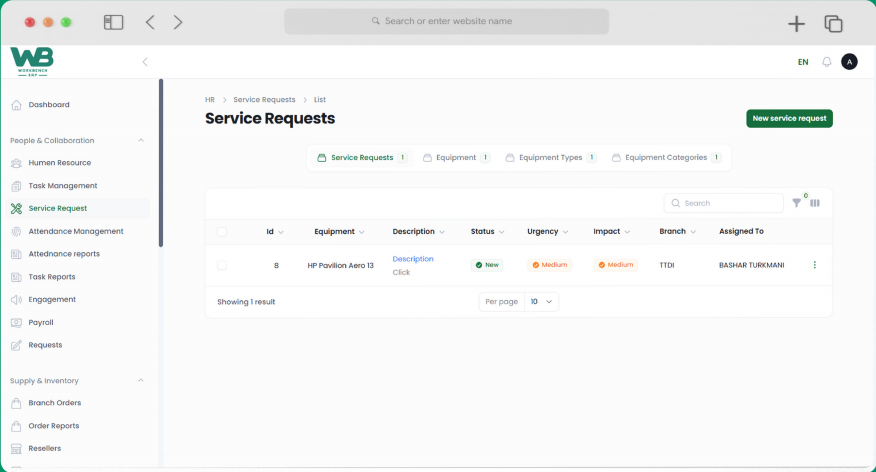 Search or enter website name
WB
WORKBENCH
ERP
EN
A
Dashboard
People & Collaboration
Humen Resource
Task Management
Service Request
Attendance Management
Attednance reports
Task Reports
Engagement
Payroll
Requests
Supply & Inventory
Branch Orders
Order Reports
Resellers
HR > Service Requests > List
Service Requests
New service request
Service Requests 1 Equipment 1 Equipment Types 1 Equipment Categories 1
Search
0
Id Equipment Description Status Urgency Impact Branch Assigned To
8 HP Pavilion Aero 13 Description New Medium Medium TTDI BASHAR TURKMANI
Click
Showing 1 result
Per page 10